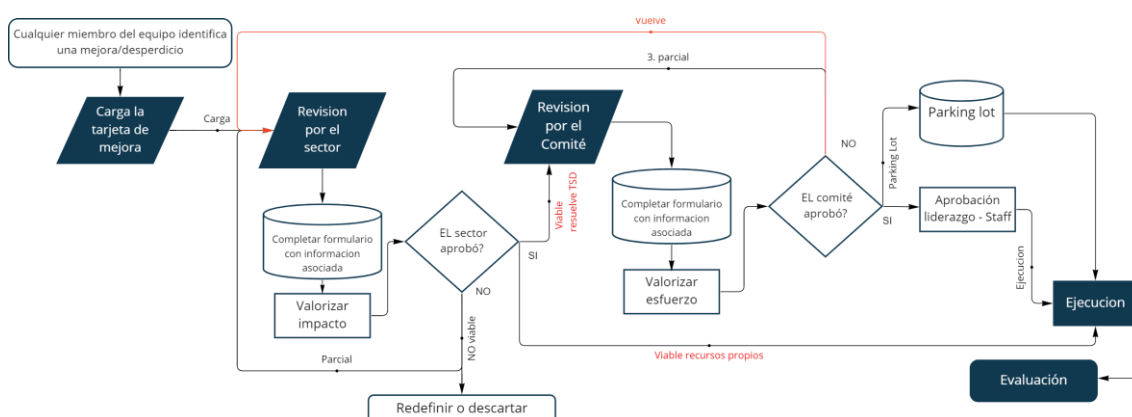 Vuelve
Cualquier miembro del equipo identifica
una mejora/desperdicio
3. parcial
Carga la
tarjeta de
mejora
Carga
Revision
por el
sector
Revision
por el
Comité
NO
Parking Lot
Parking lot
Viable
resuelve TSD
Completar formulario
con informacion
asociada
EL sector
aprobó?
SI
NO
Completar formulario
con informacion
asociada
EL comité
aprobó?
SI
Aprobación
liderazgo - Staff
Valorizar
impacto
Valorizar
esfuerzo
Ejecucion
Ejecucion
NO viable
Parcial
Viable recursos propios
Evaluación
Redefinir o descartar